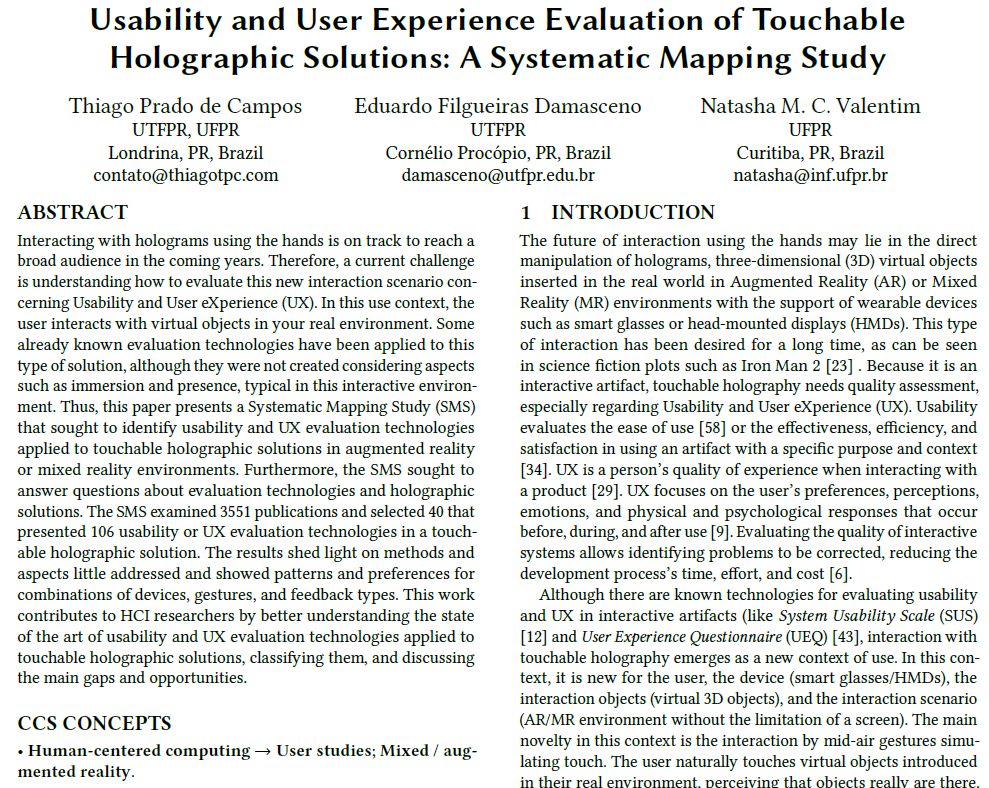 Usability and User Experience Evaluation of Touchable
Holographic Solutions: A Systematic Mapping Study
Thiago Prado de Campos
UTFPR, UFPR
Londrina, PR, Brazil
contato@thiagotpc.com
Eduardo Filgueiras Damasceno
UTFPR
Cornélio Procópio, PR, Brazil
damasceno@utfpr.edu.br
Natasha M. C. Valentim
UFPR
Curitiba, PR, Brazil
natasha@inf.ufpr.br
ABSTRACT
Interacting with holograms using the hands is on track to reach a
broad audience in the coming years. Therefore, a current challenge
is understanding how to evaluate this new interaction scenario con-
cerning Usability and User eXperience (UX). In this use context, the
user interacts with virtual objects in your real environment. Some
already known evaluation technologies have been applied to this
type of solution, although they were not created considering aspects
such as immersion and presence, typical in this interactive environ-
ment. Thus, this paper presents a Systematic Mapping Study (SMS)
that sought to identify usability and UX evaluation technologies
applied to touchable holographic solutions in augmented reality
or mixed reality environments. Furthermore, the SMS sought to
answer questions about evaluation technologies and holographic
solutions. The SMS examined 3551 publications and selected 40 that
presented 106 usability or UX evaluation technologies in a touch-
able holographic solution. The results shed light on methods and
aspects little addressed and showed patterns and preferences for
combinations of devices, gestures, and feedback types. This work
contributes to HCI researchers by better understanding the state
of the art of usability and UX evaluation technologies applied to
touchable holographic solutions, classifying them, and discussing
the main gaps and opportunities.
CCS CONCEPTS
• Human-centered computing → User studies; Mixed / aug-
mented reality.
1 INTRODUCTION
The future of interaction using the hands may lie in the direct
manipulation of holograms, three-dimensional (3D) virtual objects
inserted in the real world in Augmented Reality (AR) or Mixed
Reality (MR) environments with the support of wearable devices
such as smart glasses or head-mounted displays (HMDs). This type
of interaction has been desired for a long time, as can be seen
in science fiction plots such as Iron Man 2 [23] . Because it is an
interactive artifact, touchable holography needs quality assessment,
especially regarding Usability and User eXperience (UX). Usability
evaluates the ease of use [58] or the effectiveness, efficiency, and
satisfaction in using an artifact with a specific purpose and context
[34]. UX is a person's quality of experience when interacting with
a product [29]. UX focuses on the user's preferences, perceptions,
emotions, and physical and psychological responses that occur
before, during, and after use [9]. Evaluating the quality of interactive
systems allows identifying problems to be corrected, reducing the
development process's time, effort, and cost [6].
Although there are known technologies for evaluating usability
and UX in interactive artifacts (like System Usability Scale (SUS)
[12] and User Experience Questionnaire (UEQ) [43], interaction with
touchable holography emerges as a new context of use. In this con-
text, it is new for the user, the device (smart glasses/HMDs), the
interaction objects (virtual 3D objects), and the interaction scenario
(AR/MR environment without the limitation of a screen). The main
novelty in this context is the interaction by mid-air gestures simu-
lating touch. The user naturally touches virtual objects introduced
in their real environment, perceiving that objects really are there.